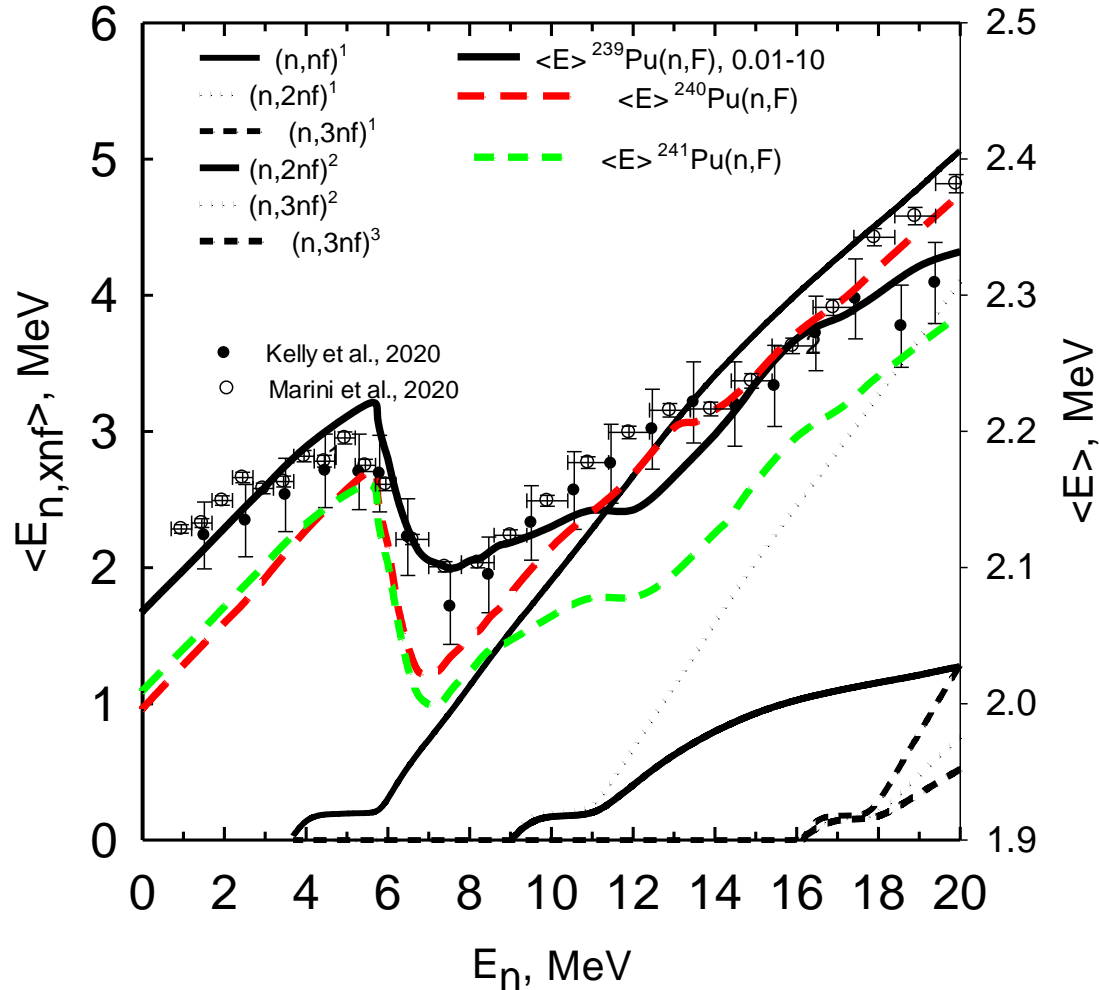 6
5
4
3
2
1
0
<E_{n,xnf}>, MeV
(n,nf)¹
(n,2nf)¹
(n,3nf)¹
(n,2nf)²
(n,3nf)²
(n,3nf)³
<E> ²³⁹Pu(n,F), 0.01-10
<E> ²⁴⁰Pu(n,F)
<E> ²⁴¹Pu(n,F)
Kelly et al., 2020
Marini et al., 2020
2
2.5
2.4
2.3
2.2
2.1
2.0
1.9
<E>, MeV
0 2 4 6 8 10 12 14 16 18 20
E_n, MeV